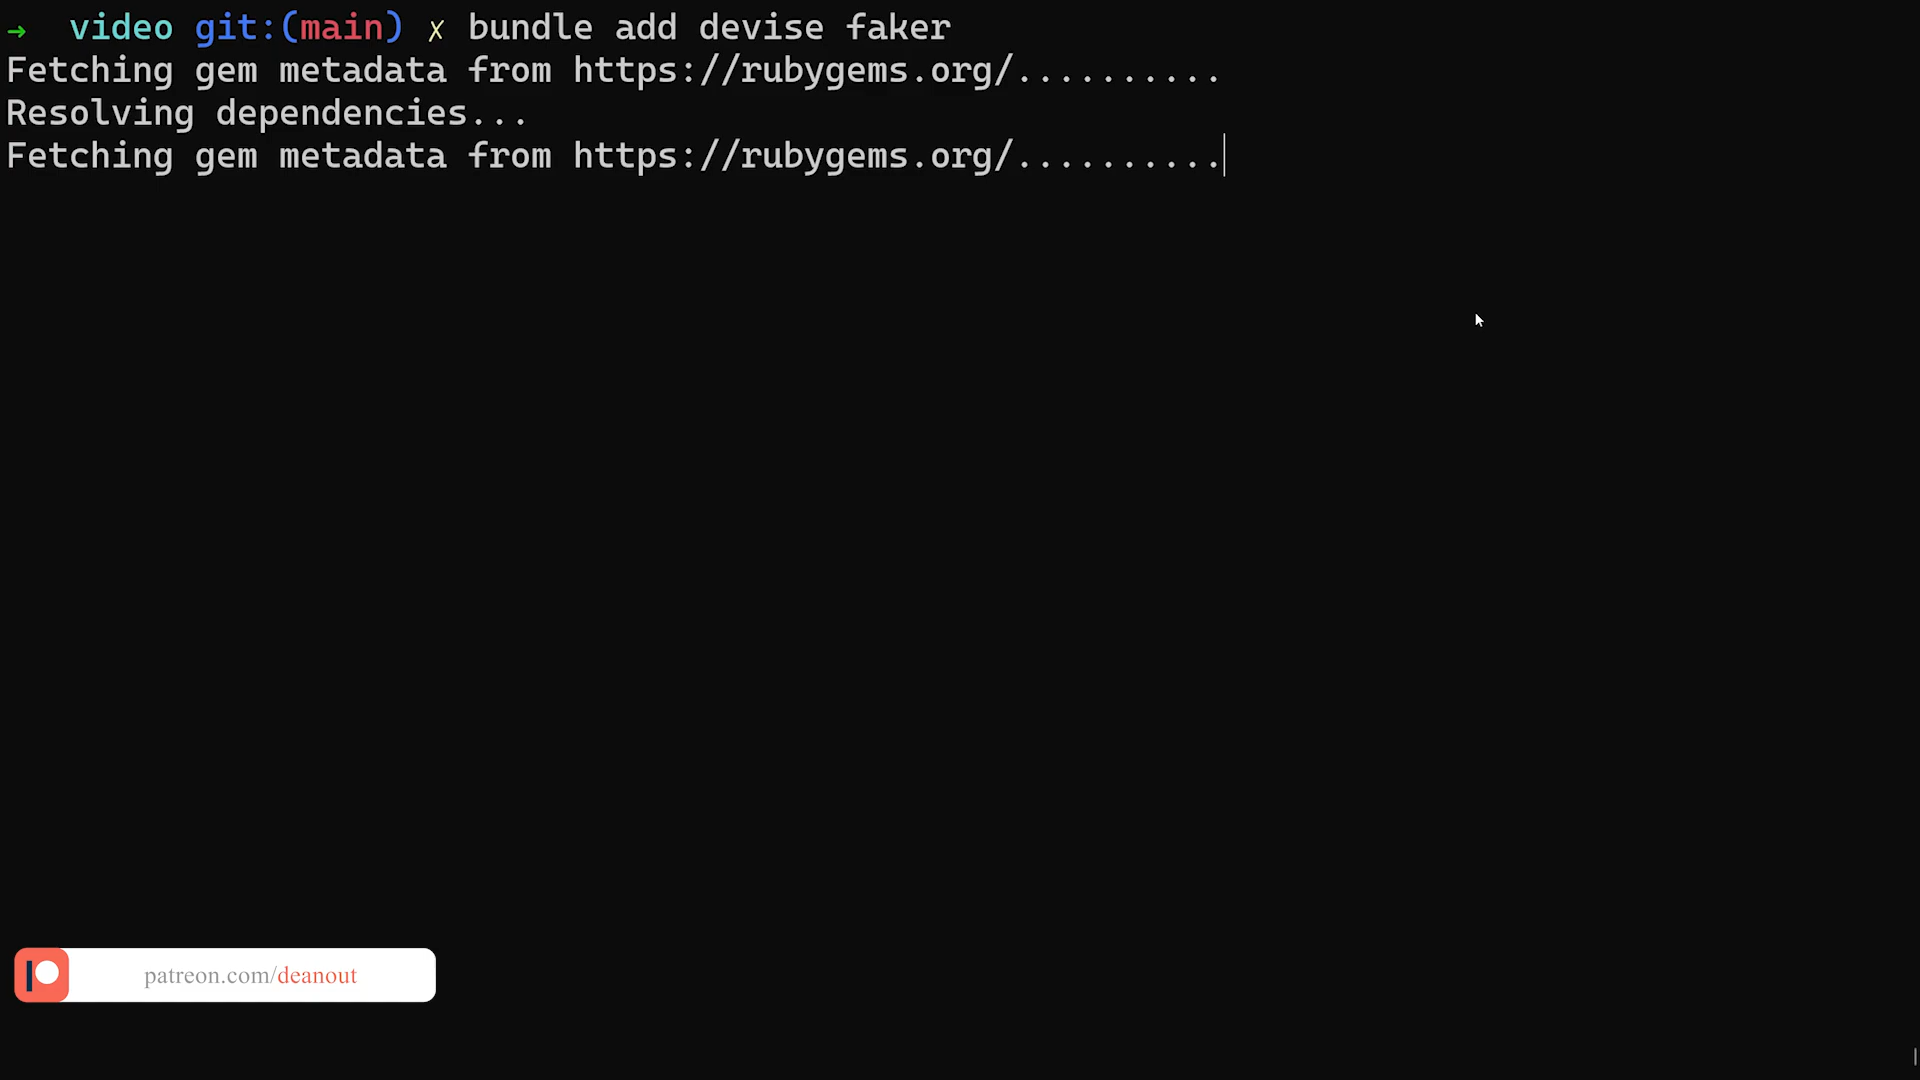 → video git:(main) ✗ bundle add devise faker
Fetching gem metadata from https://rubygems.org/..........
Resolving dependencies...
Fetching gem metadata from https://rubygems.org/..........
patreon.com/deanout